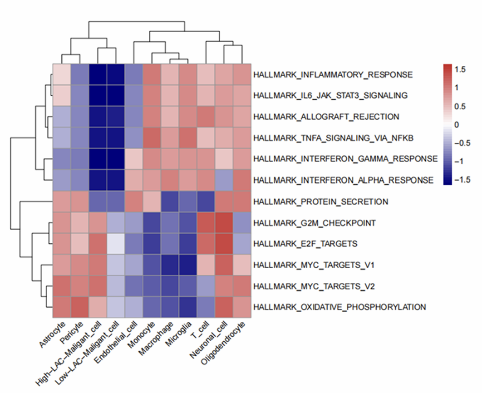 HALLMARK_INFLAMMATORY_RESPONSE
HALLMARK_IL6_JAK_STAT3_SIGNALING
HALLMARK_ALLOGRAFT_REJECTION
HALLMARK_TNFA_SIGNALING_VIA_NFKB
HALLMARK_INTERFERON_GAMMA_RESPONSE
HALLMARK_INTERFERON_ALPHA_RESPONSE
HALLMARK_PROTEIN_SECRETION
HALLMARK_G2M_CHECKPOINT
HALLMARK_E2F_TARGETS
HALLMARK_MYC_TARGETS_V1
HALLMARK_MYC_TARGETS_V2
HALLMARK_OXIDATIVE_PHOSPHORYLATION
1.5
1
0.5
0
-0.5
-1
-1.5
Astrocyte
Pericyte
High-LAC-Maligant_cell
Low-LAC-Malignant_cell
Endothelial_cell
Monocyte
Macrophage
Microglia
T_cell
Neuronal_cell
Oligodendrocyte